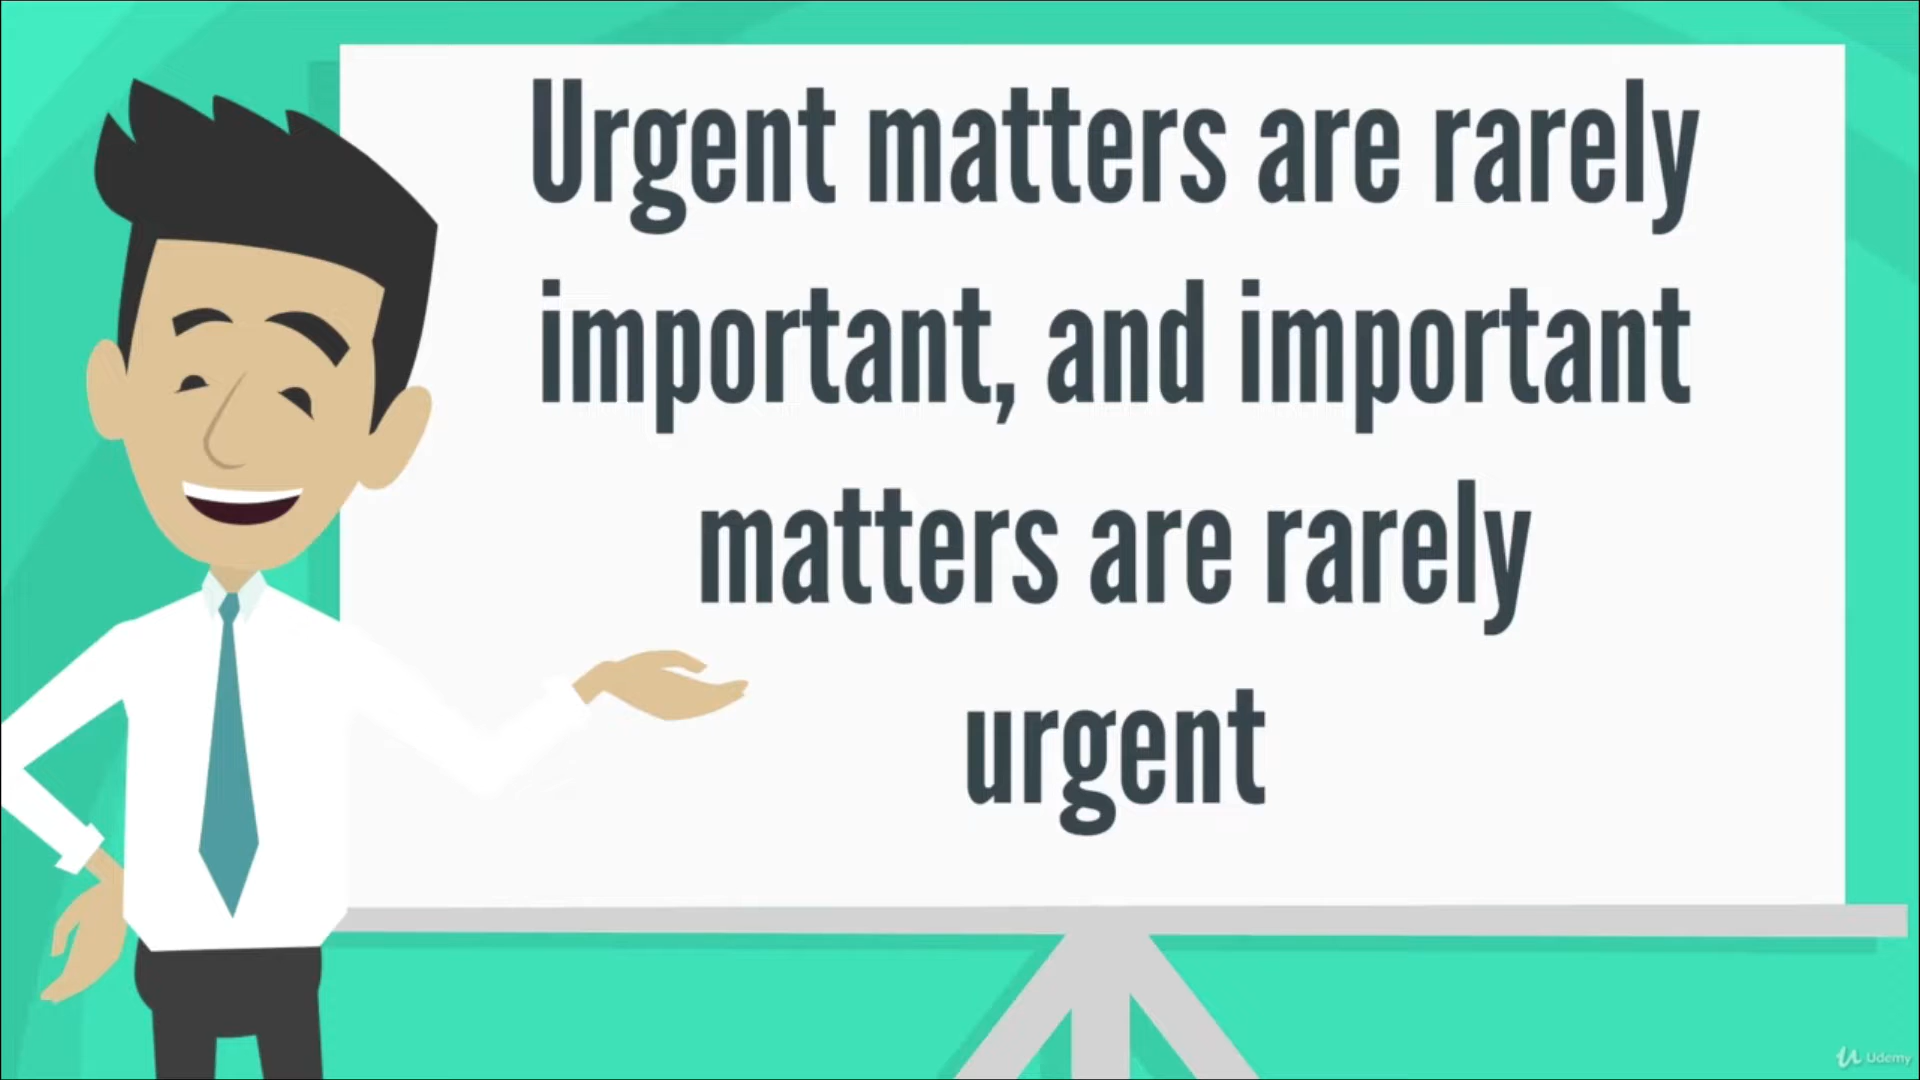 Urgent matters are rarely
important, and important
matters are rarely
urgent
Udemy